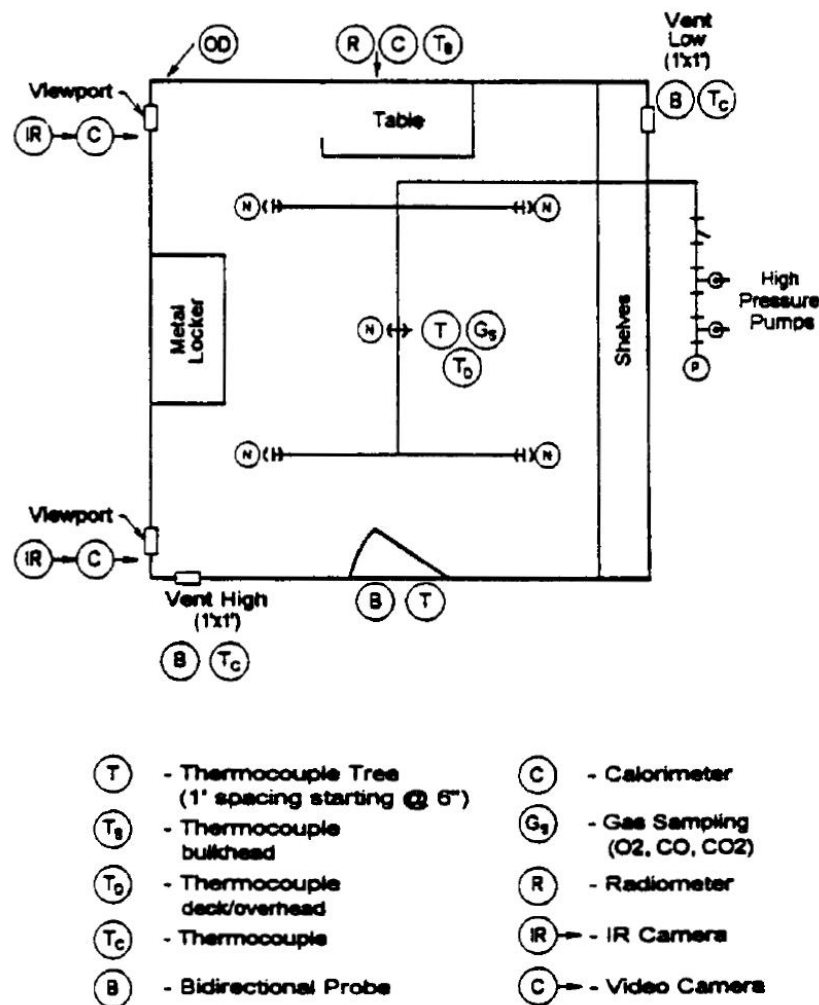 OD
R C TB
Vent
Low
(1'x1')
Viewport
B TC
Table
IR C
N N
High
Pressure
Pumps
Metal
Locker
N T GS
TD
Shelves
P
N N
Viewport
IR C
B T
Vent High
(1'x1')
B TC
T - Thermocouple Tree
(1' spacing starting @ 6")
TB - Thermocouple
bulkhead
TD - Thermocouple
deck/overhead
TC - Thermocouple
B - Bidirectional Probe
C - Calorimeter
GS - Gas Sampling
(O2, CO, CO2)
R - Radiometer
IR - IR Camera
C - Video Camera